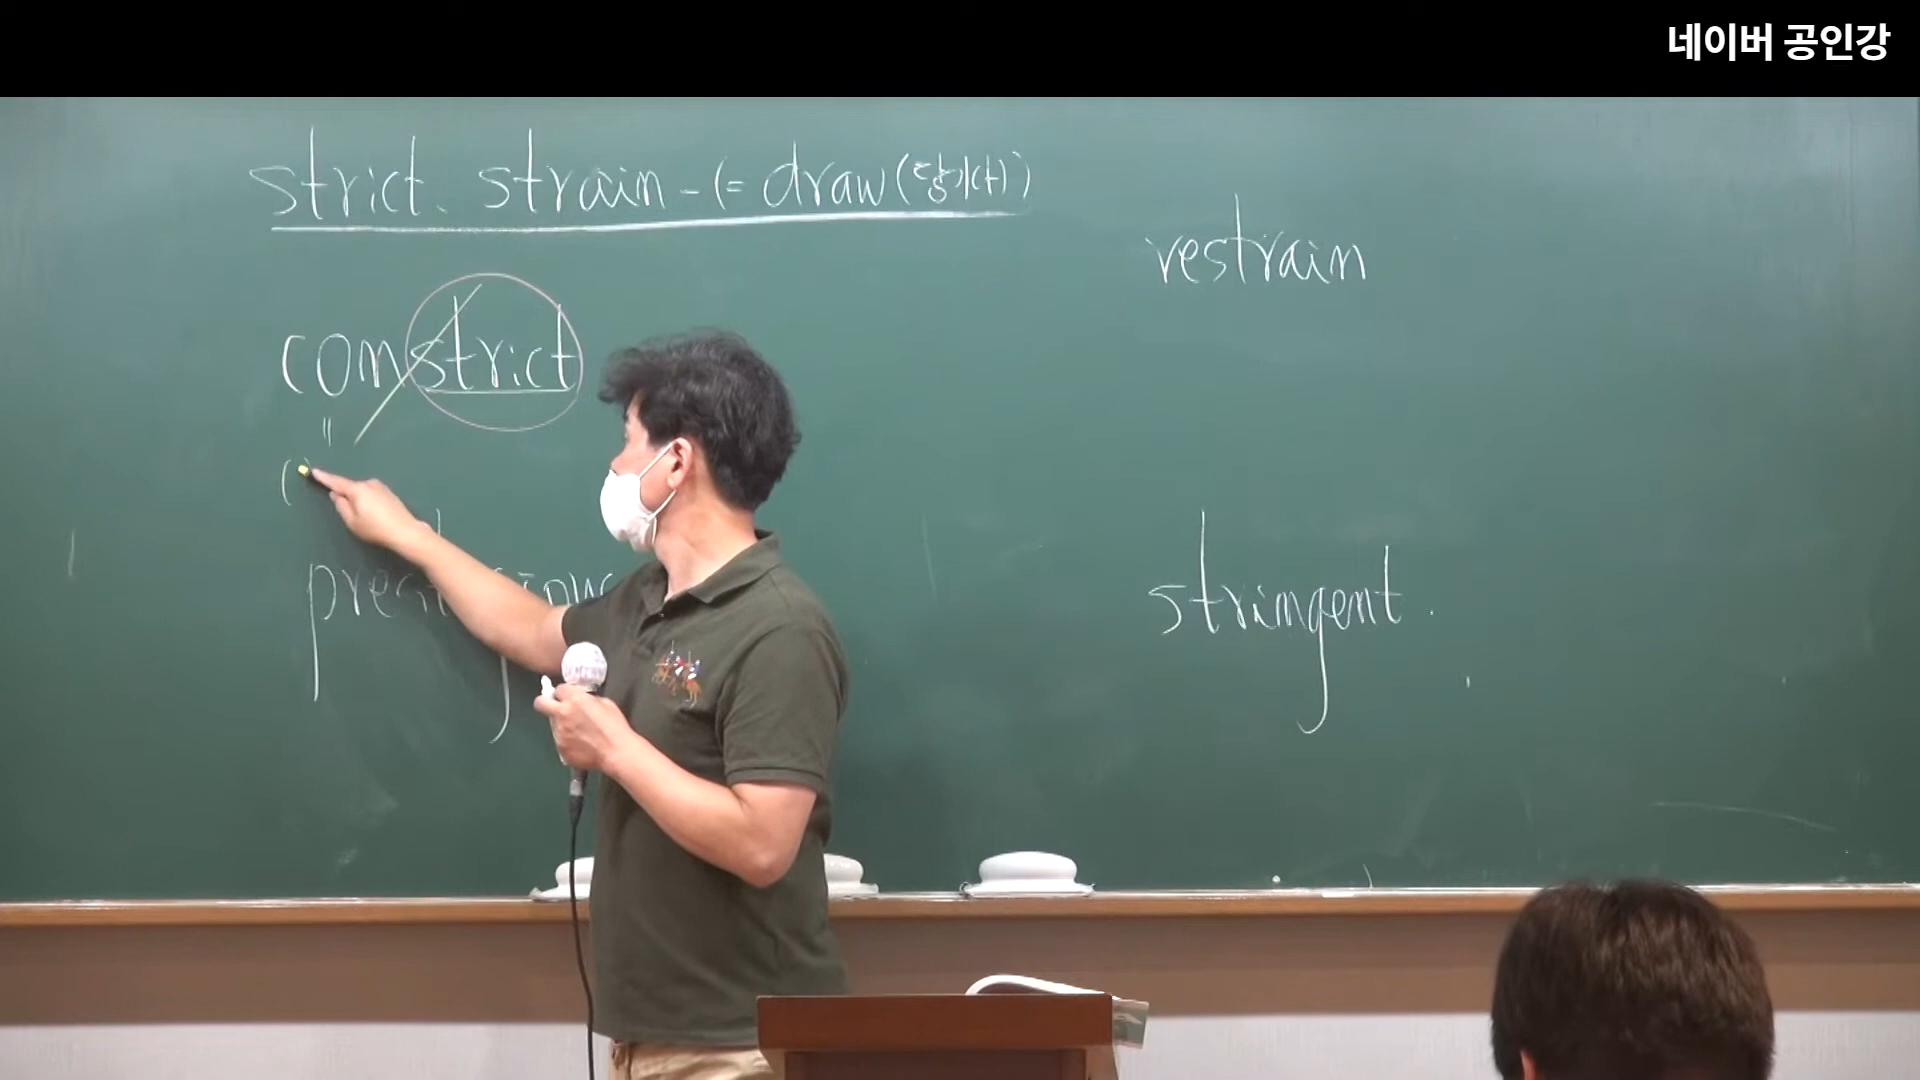 네이버 공인강
strict. strain - (= draw (당기다)
restrain
constrict
"
(
stringent.